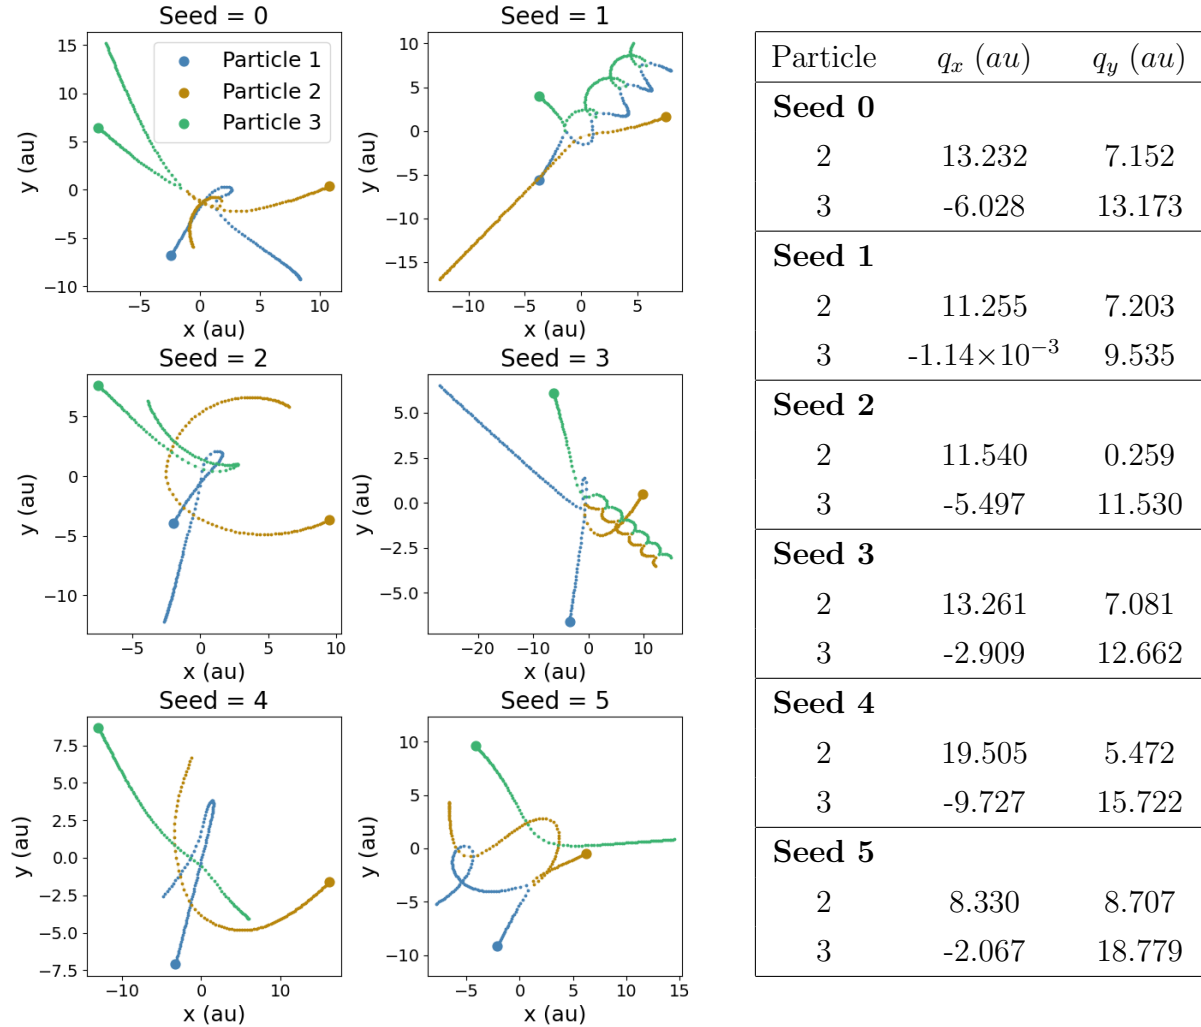 Seed = 0
15
10
5
0
−5
−10
−5
0
5
10
y (au)
x (au)
Particle 1
Particle 2
Particle 3
Seed = 1
10
5
0
−5
−10
−15
−10
−5
0
5
y (au)
x (au)
Seed = 2
5
0
−5
−10
−5
0
5
10
y (au)
x (au)
Seed = 3
5.0
2.5
0.0
−2.5
−5.0
−20
−10
0
10
y (au)
x (au)
Seed = 4
7.5
5.0
2.5
0.0
−2.5
−5.0
−7.5
−10
0
10
y (au)
x (au)
Seed = 5
10
5
0
−5
−10
−5
0
5
10
15
y (au)
x (au)
Particle q_x (au) q_y (au)
Seed 0
2 13.232 7.152
3 -6.028 13.173
Seed 1
2 11.255 7.203
3 -1.14×10⁻³ 9.535
Seed 2
2 11.540 0.259
3 -5.497 11.530
Seed 3
2 13.261 7.081
3 -2.909 12.662
Seed 4
2 19.505 5.472
3 -9.727 15.722
Seed 5
2 8.330 8.707
3 -2.067 18.779